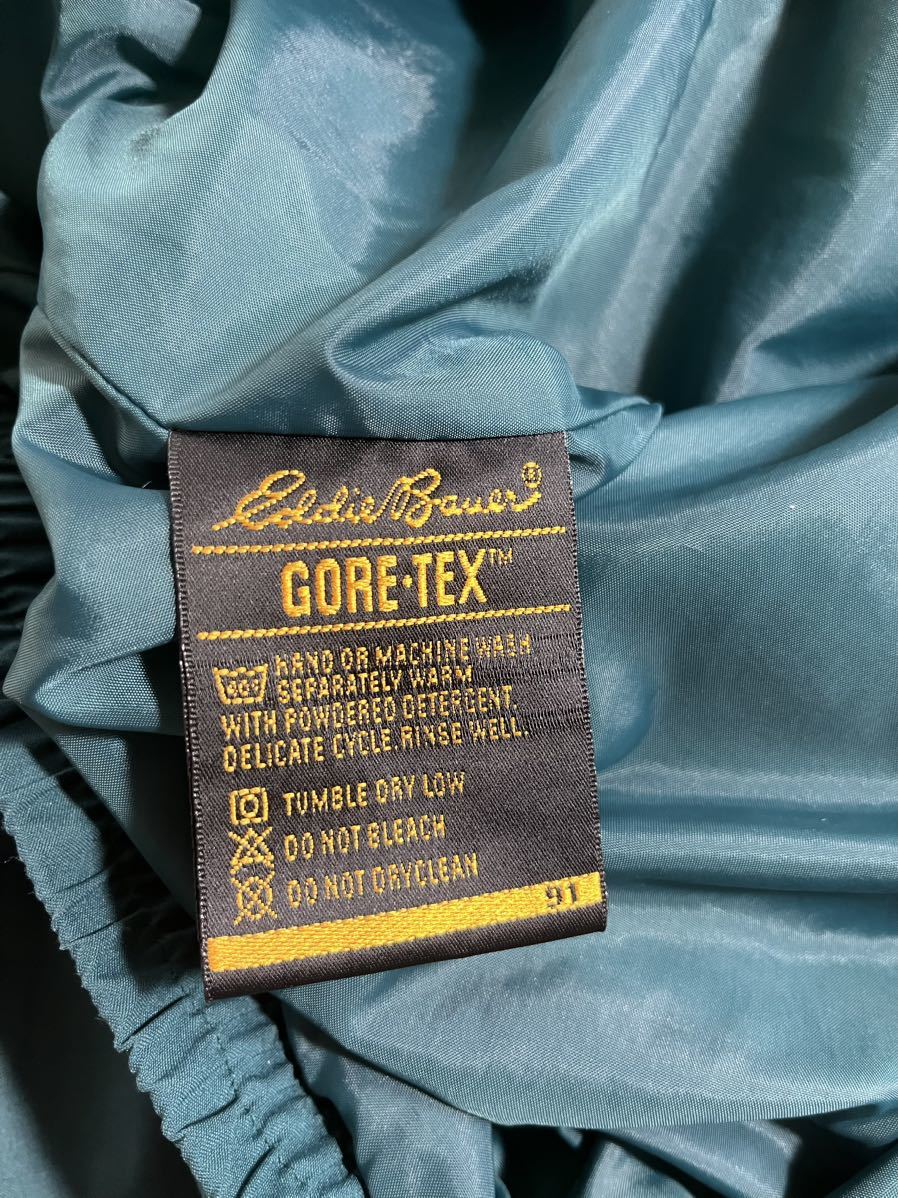 Eddie Bauer®
GORE-TEX™
HAND OR MACHINE WASH
SEPARATELY WARM
WITH POWDERED DETERGENT.
DELICATE CYCLE. RINSE WELL.
TUMBLE DRY LOW
DO NOT BLEACH
DO NOT DRYCLEAN
91